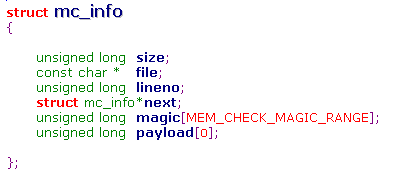 struct mc_info
{
unsigned long size;
const char * file;
unsigned long lineno;
struct mc_info*next;
unsigned long magic[MEM_CHECK_MAGIC_RANGE];
unsigned long payload[0];
};